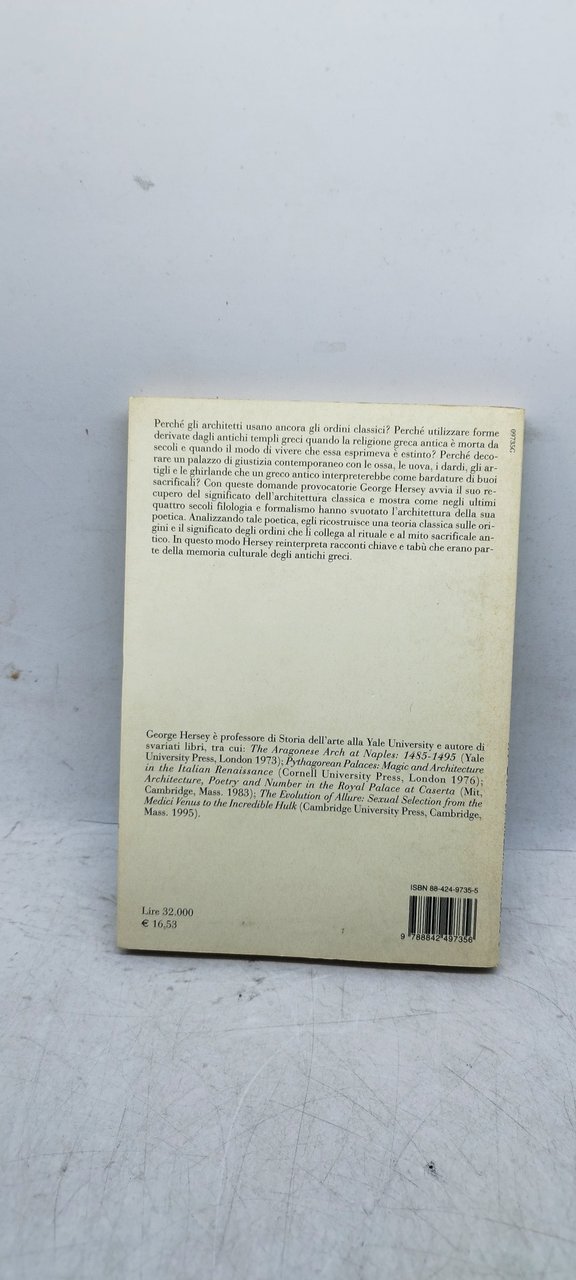 Perché gli architetti usano ancora gli ordini classici? Perché utilizzare forme
derivate dagli antichi templi greci quando la religione greca antica è morta da
secoli e quando il modo di vivere che essa esprimeva è estinto? Perché deco-
rare un palazzo di giustizia contemporaneo con le ossa, le uova, i dardi, gli ar-
tigli e le ghirlande che un greco antico interpreterebbe come bardature di buoi
sacrificali? Con queste domande provocatorie George Hersey avvia il suo re-
cupero del significato dell'architettura classica e mostra come negli ultimi
quattro secoli filologia e formalismo hanno svuotato l'architettura della sua
poetica. Analizzando tale poetica, egli ricostruisce una teoria classica sulle ori-
gini e il significato degli ordini che li collega al rituale e al mito sacrificale an-
tico. In questo modo Hersey reinterpreta racconti chiave e tabù che erano par-
te della memoria culturale degli antichi greci.
09735G
George Hersey è professore di Storia dell'arte alla Yale University e autore di
svariati libri, tra cui: The Aragonese Arch at Naples: 1485-1495 (Yale
University Press, London 1973); Pythagorean Palaces: Magic and Architecture
in the Italian Renaissance (Cornell University Press, London 1976);
Architecture, Poetry and Number in the Royal Palace at Caserta (Mit,
Cambridge, Mass. 1983); The Evolution of Allure: Sexual Selection from the
Medici Venus to the Incredible Hulk (Cambridge University Press, Cambridge,
Mass. 1995).
ISBN 88-424-9735-5
Lire 32.000
€ 16,53
9 788842 497356